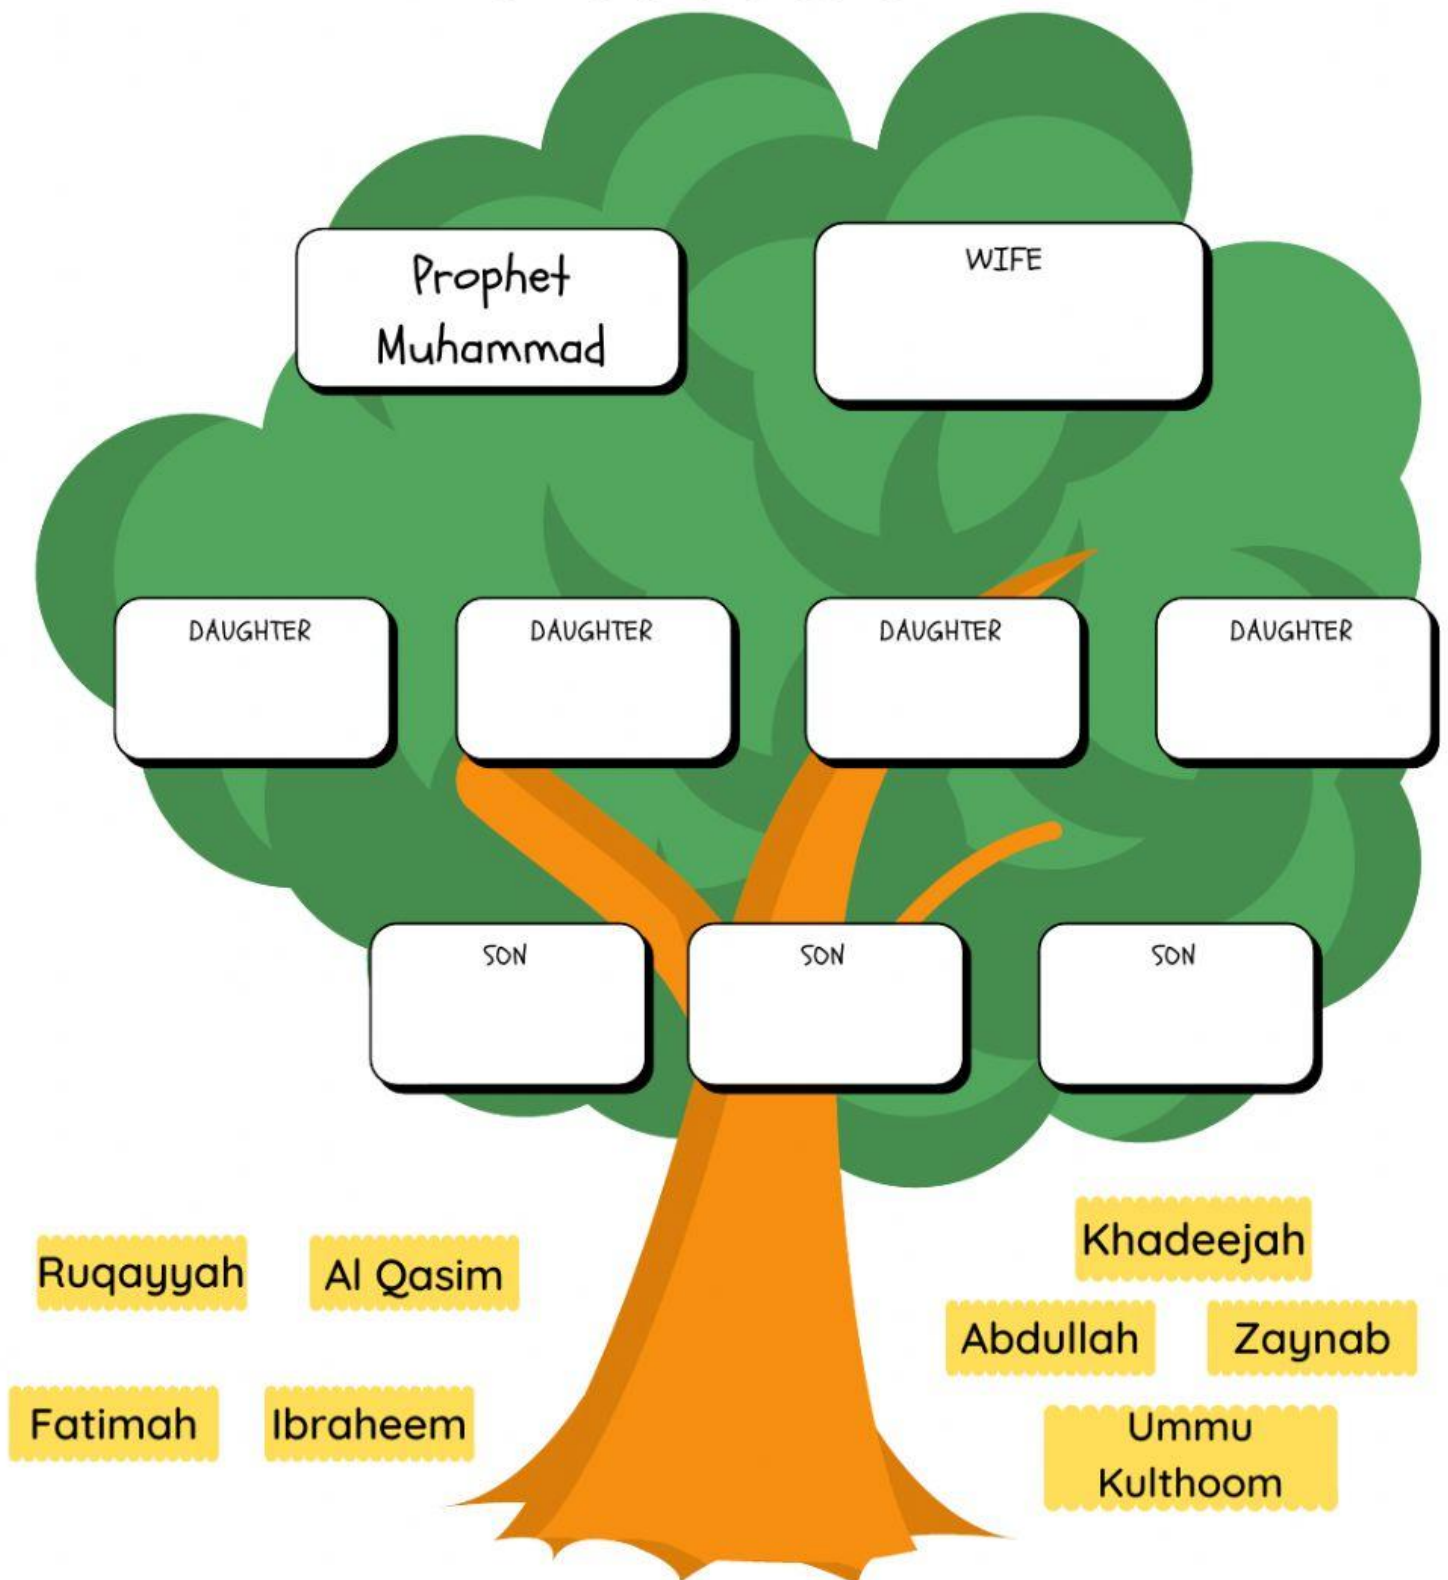 Prophet
Muhammad
WIFE
DAUGHTER
DAUGHTER
DAUGHTER
DAUGHTER
SON
SON
SON
Ruqayyah
Al Qasim
Khadeejah
Abdullah
Zaynab
Fatimah
Ibraheem
Ummu
Kulthoom